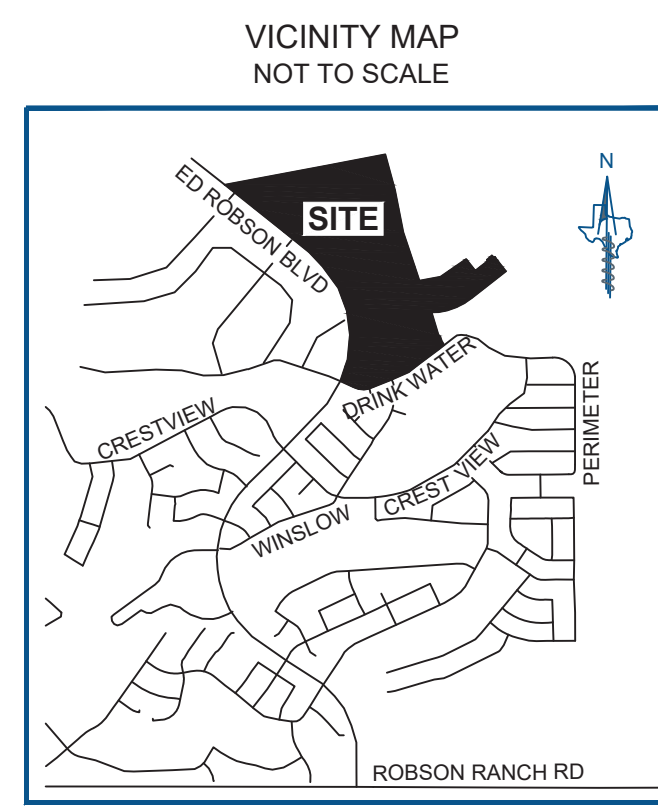 VICINITY MAP
NOT TO SCALE
N
ED ROBSON BLVD
SITE
DRINK WATER
PERIMETER
CRESTVIEW
CREST VIEW
WINSLOW
ROBSON RANCH RD